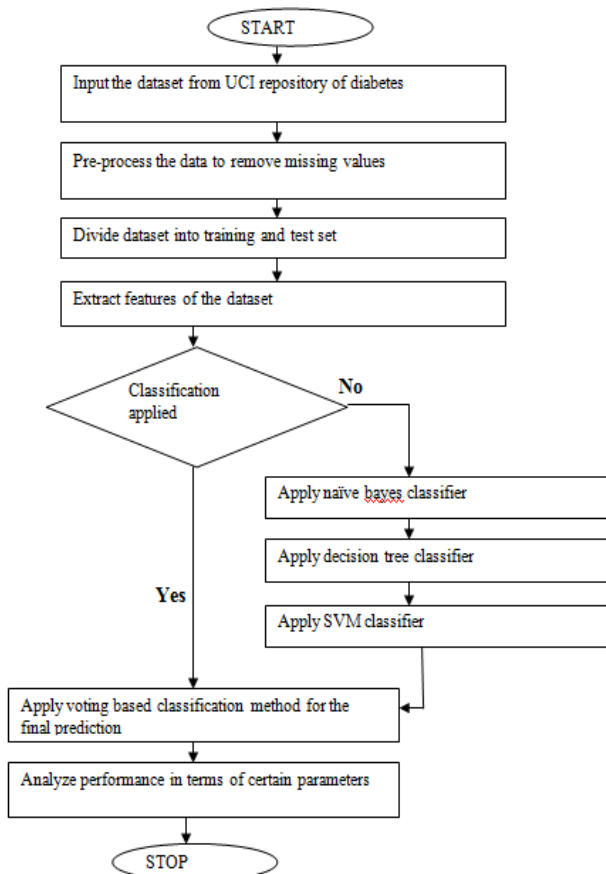 START
Input the dataset from UCI repository of diabetes
Pre-process the data to remove missing values
Divide dataset into training and test set
Extract features of the dataset
Classification
applied
No
Apply naïve bayes classifier
Apply decision tree classifier
Apply SVM classifier
Yes
Apply voting based classification method for the
final prediction
Analyze performance in terms of certain parameters
STOP